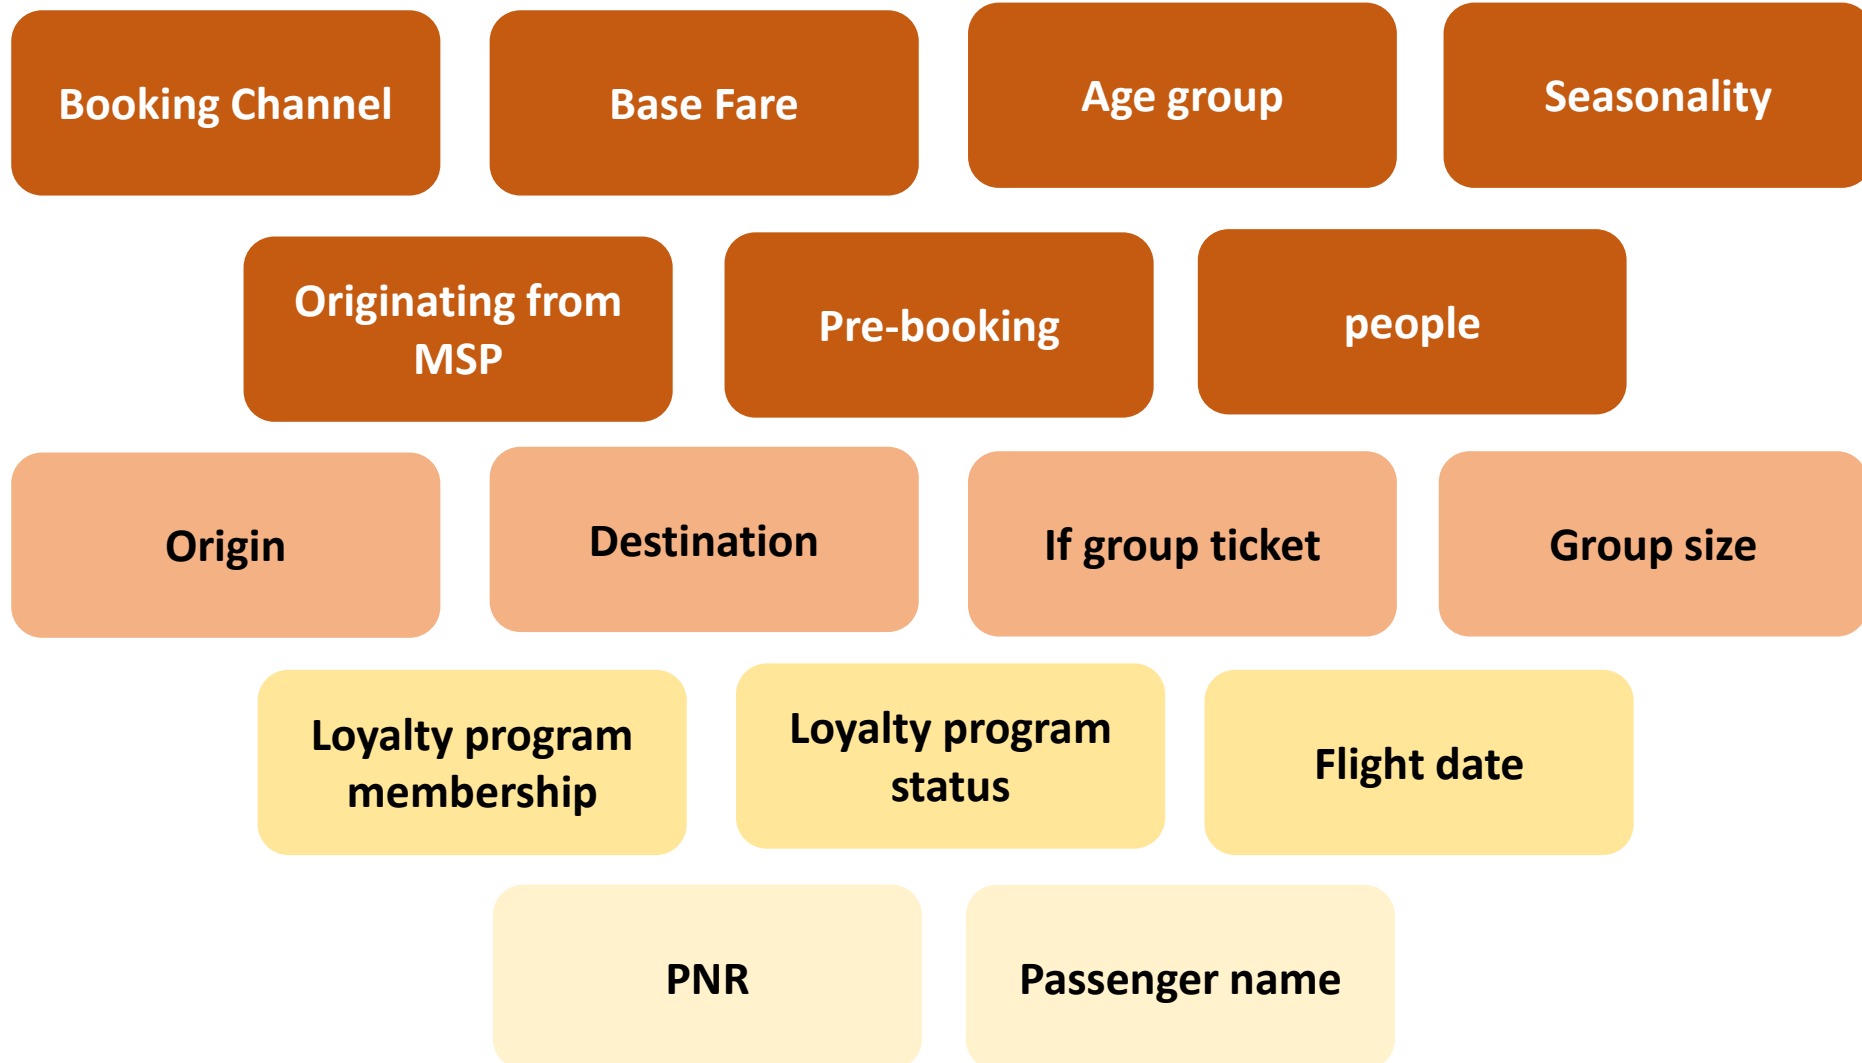 Booking Channel
Base Fare
Age group
Seasonality
Originating from
MSP
Pre-booking
people
Origin
Destination
If group ticket
Group size
Loyalty program
membership
Loyalty program
status
Flight date
PNR
Passenger name